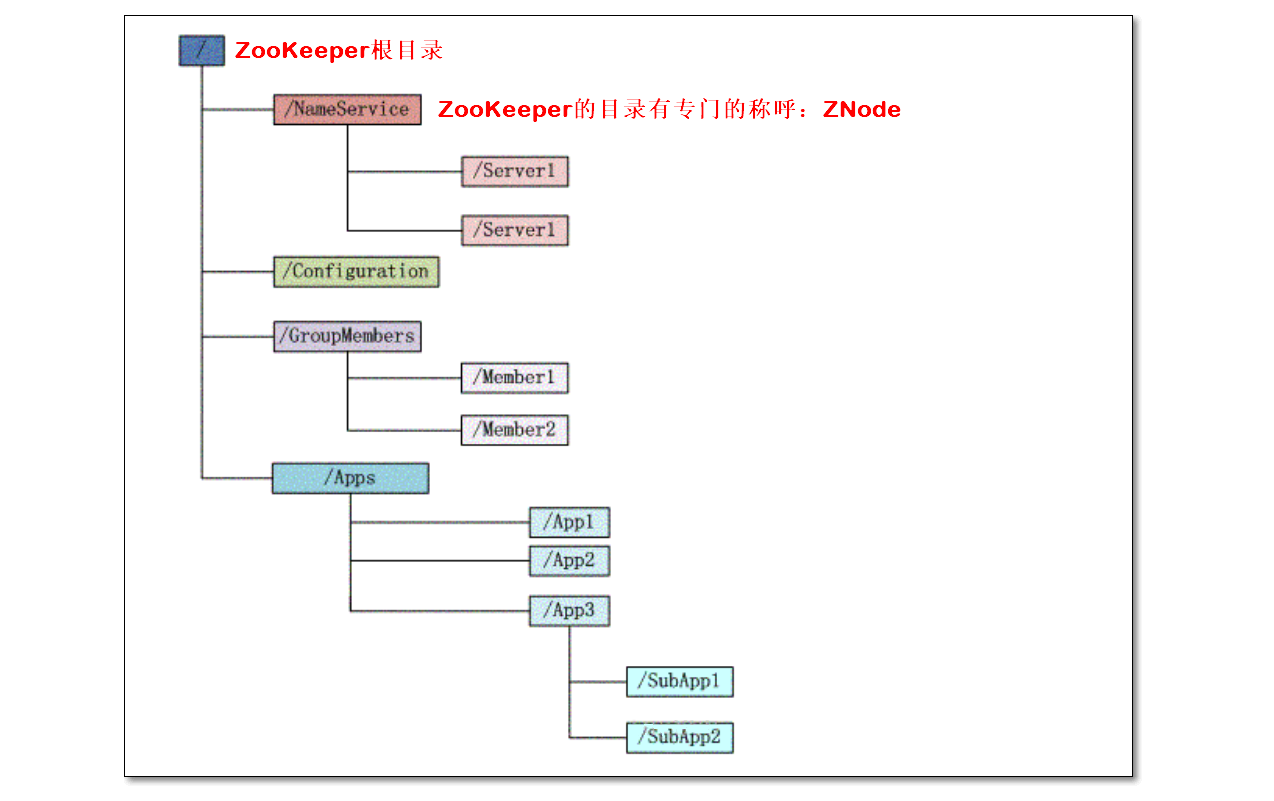 / ZooKeeper根目录
/NameService ZooKeeper的目录有专门的称呼：ZNode
/Server1
/Server1
/Configuration
/GroupMembers
/Member1
/Member2
/Apps
/App1
/App2
/App3
/SubApp1
/SubApp2